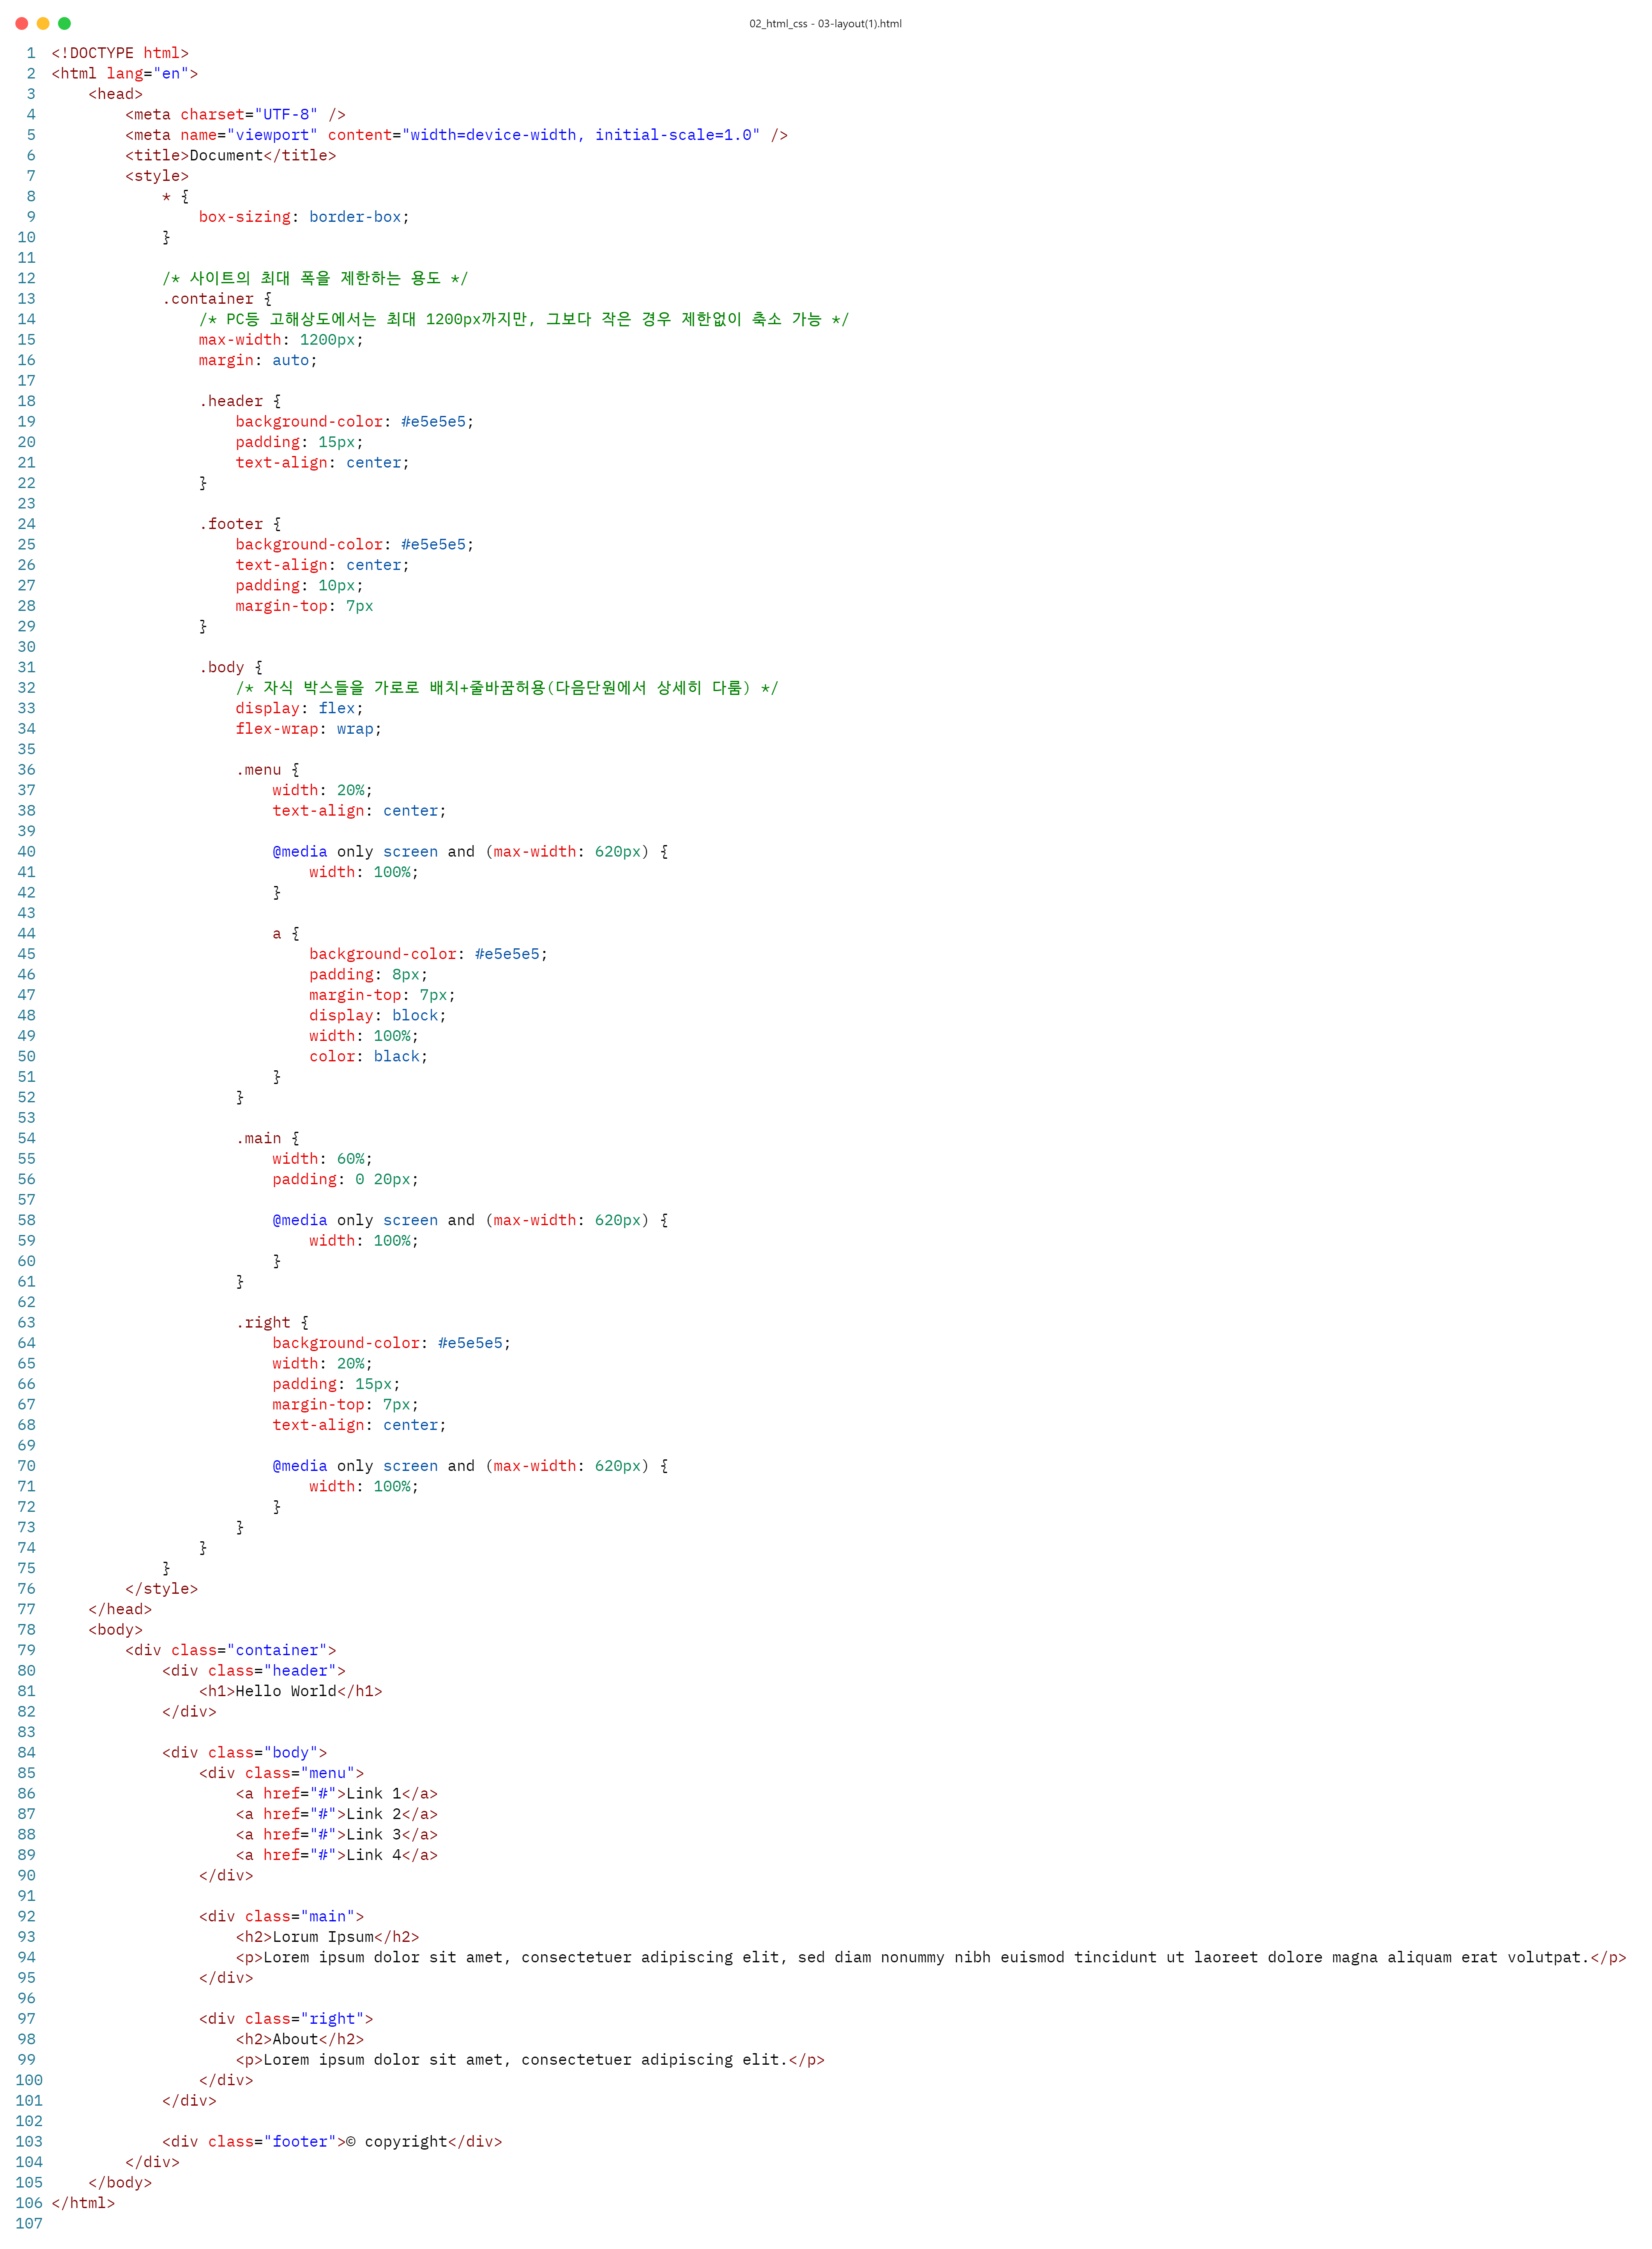 02_html_css - 03-layout(1).html
1 <!DOCTYPE html>
2 <html lang="en">
3     <head>
4         <meta charset="UTF-8" />
5         <meta name="viewport" content="width=device-width, initial-scale=1.0" />
6         <title>Document</title>
7         <style>
8             * {
9                 box-sizing: border-box;
10             }
11
12             /* 사이트의 최대 폭을 제한하는 용도 */
13             .container {
14                 /* PC등 고해상도에서는 최대 1200px까지만, 그보다 작은 경우 제한없이 축소 가능 */
15                 max-width: 1200px;
16                 margin: auto;
17
18                 .header {
19                     background-color: #e5e5e5;
20                     padding: 15px;
21                     text-align: center;
22                 }
23
24                 .footer {
25                     background-color: #e5e5e5;
26                     text-align: center;
27                     padding: 10px;
28                     margin-top: 7px
29                 }
30
31                 .body {
32                     /* 자식 박스들을 가로로 배치+줄바꿈허용(다음단원에서 상세히 다룸) */
33                     display: flex;
34                     flex-wrap: wrap;
35
36                     .menu {
37                         width: 20%;
38                         text-align: center;
39
40                         @media only screen and (max-width: 620px) {
41                             width: 100%;
42                         }
43
44                         a {
45                             background-color: #e5e5e5;
46                             padding: 8px;
47                             margin-top: 7px;
48                             display: block;
49                             width: 100%;
50                             color: black;
51                         }
52                     }
53
54                     .main {
55                         width: 60%;
56                         padding: 0 20px;
57
58                         @media only screen and (max-width: 620px) {
59                             width: 100%;
60                         }
61                     }
62
63                     .right {
64                         background-color: #e5e5e5;
65                         width: 20%;
66                         padding: 15px;
67                         margin-top: 7px;
68                         text-align: center;
69
70                         @media only screen and (max-width: 620px) {
71                             width: 100%;
72                         }
73                     }
74                 }
75             }
76         </style>
77     </head>
78     <body>
79         <div class="container">
80             <div class="header">
81                 <h1>Hello World</h1>
82             </div>
83
84             <div class="body">
85                 <div class="menu">
86                     <a href="#">Link 1</a>
87                     <a href="#">Link 2</a>
88                     <a href="#">Link 3</a>
89                     <a href="#">Link 4</a>
90                 </div>
91
92                 <div class="main">
93                     <h2>Lorum Ipsum</h2>
94                     <p>Lorem ipsum dolor sit amet, consectetuer adipiscing elit, sed diam nonummy nibh euismod tincidunt ut laoreet dolore magna aliquam erat volutpat.</p>
95                 </div>
96
97                 <div class="right">
98                     <h2>About</h2>
99                     <p>Lorem ipsum dolor sit amet, consectetuer adipiscing elit.</p>
100                 </div>
101             </div>
102
103             <div class="footer">© copyright</div>
104         </div>
105     </body>
106 </html>
107